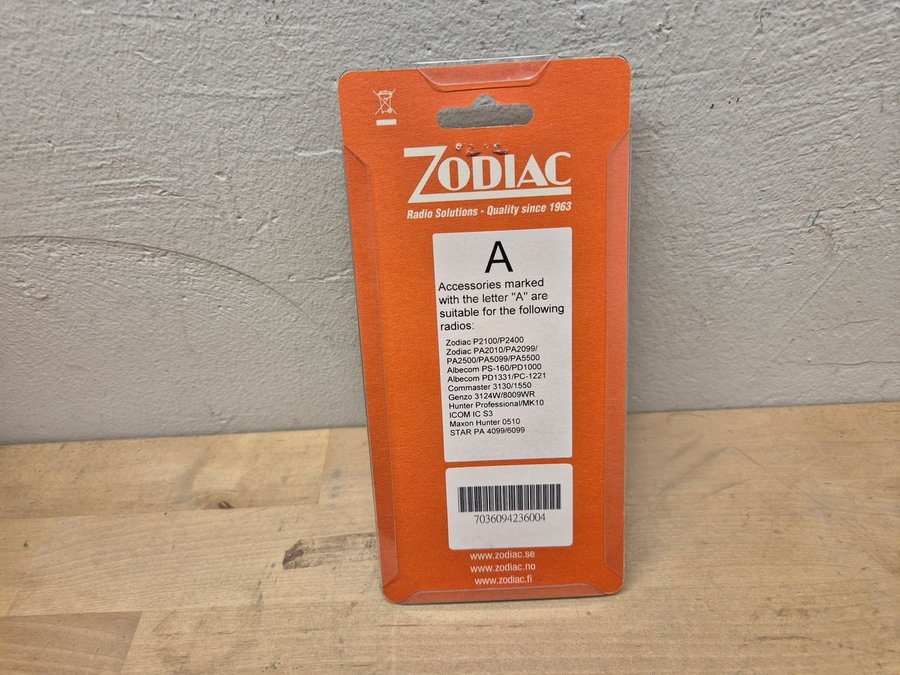 ZODIAC
Radio Solutions - Quality since 1963
A
Accessories marked
with the letter "A" are
suitable for the following
radios:
Zodiac P2100/P2400
Zodiac PA2010/PA2099/
PA2500/PA5099/PA5500
Albecom PS-160/PD1000
Albecom PD1331/PC-1221
Commaster 3130/1550
Genzo 3124W/8009WR
Hunter Professional/MK10
ICOM IC S3
Maxon Hunter 0510
STAR PA 4099/6099
7036094236004
www.zodiac.se
www.zodiac.no
www.zodiac.fi